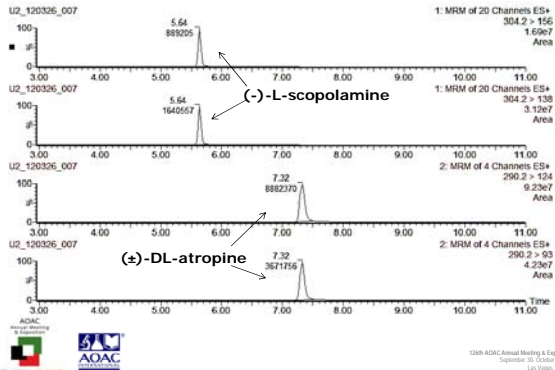 U2_120326_007
1: MRM of 20 Channels ES+
304.2 > 156
1.69e7
Area
5.64
889205
100
%
0
3.00 4.00 5.00 6.00 7.00 8.00 9.00 10.00 11.00
(-)-L-scopolamine
U2_120326_007
1: MRM of 20 Channels ES+
304.2 > 138
3.12e7
Area
5.64
1640557
100
%
0
3.00 4.00 5.00 6.00 7.00 8.00 9.00 10.00 11.00
U2_120326_007
2: MRM of 4 Channels ES+
290.2 > 124
9.23e7
Area
7.32
8882370
100
%
0
3.00 4.00 5.00 6.00 7.00 8.00 9.00 10.00 11.00
(±)-DL-atropine
U2_120326_007
2: MRM of 4 Channels ES+
290.2 > 93
4.23e7
Area
7.32
3671756
100
%
0
Time
3.00 4.00 5.00 6.00 7.00 8.00 9.00 10.00 11.00
AOAC
Annual Meeting
& Exposition
AOAC
INTERNATIONAL
126th AOAC Annual Meeting & Exp
September 30- October
Las Vegas